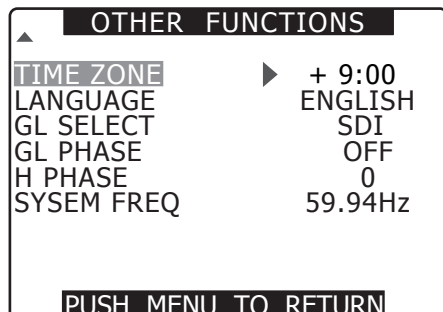 OTHER FUNCTIONS
TIME ZONE + 9:00
LANGUAGE ENGLISH
GL SELECT SDI
GL PHASE OFF
H PHASE 0
SYSEM FREQ 59.94Hz
PUSH MENU TO RETURN